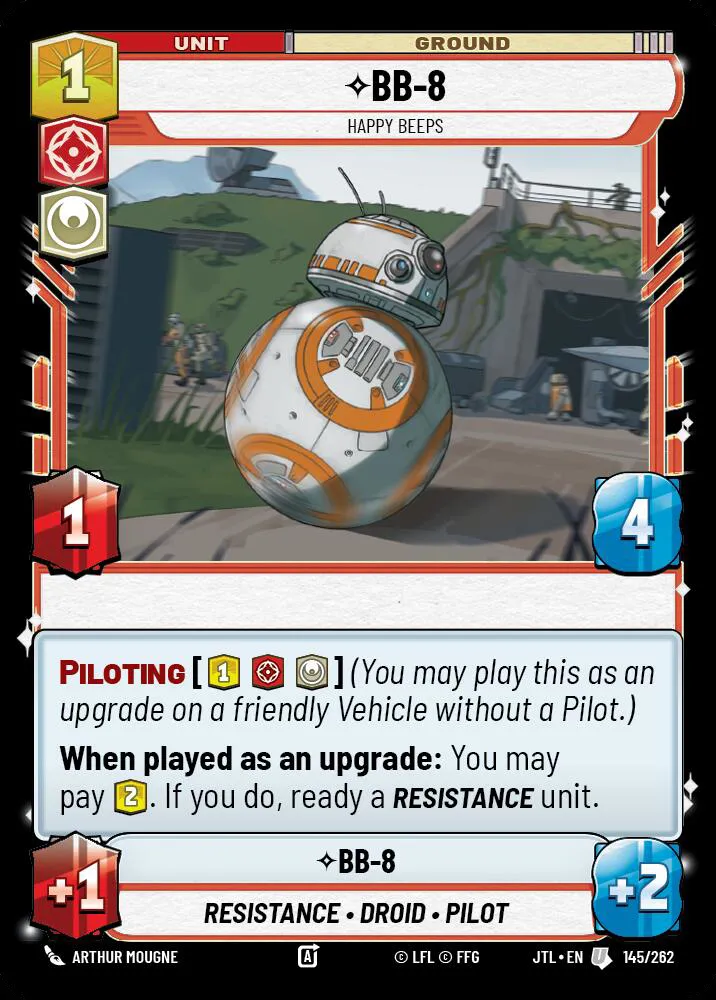 UNIT
GROUND
1
✧BB-8
HAPPY BEEPS
1
4
PILOTING [1] (You may play this as an
upgrade on a friendly Vehicle without a Pilot.)
When played as an upgrade: You may
pay 2. If you do, ready a RESISTANCE unit.
+1
✧BB-8
+2
RESISTANCE • DROID • PILOT
ARTHUR MOUGNE
A
© LFL © FFG
JTL • EN
U
145/262